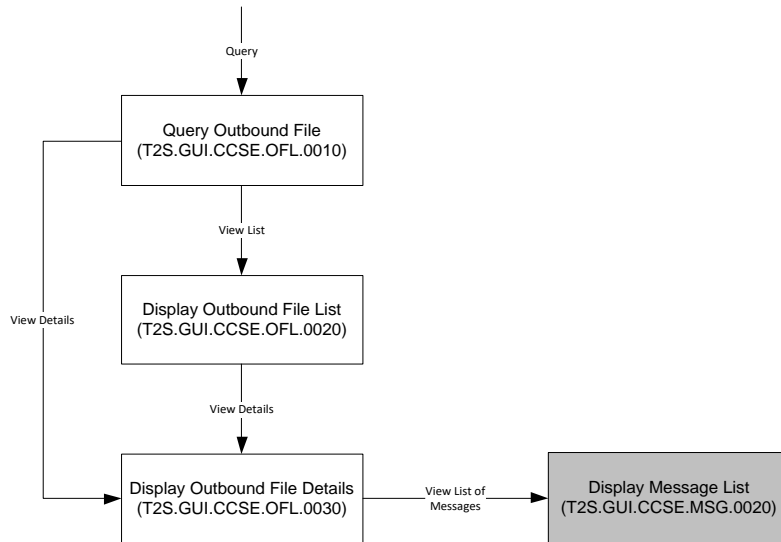 Query
Query Outbound File
(T2S.GUI.CCSE.OFL.0010)
View List
Display Outbound File List
(T2S.GUI.CCSE.OFL.0020)
View Details
View Details
Display Outbound File Details
(T2S.GUI.CCSE.OFL.0030)
View List of
Messages
Display Message List
(T2S.GUI.CCSE.MSG.0020)